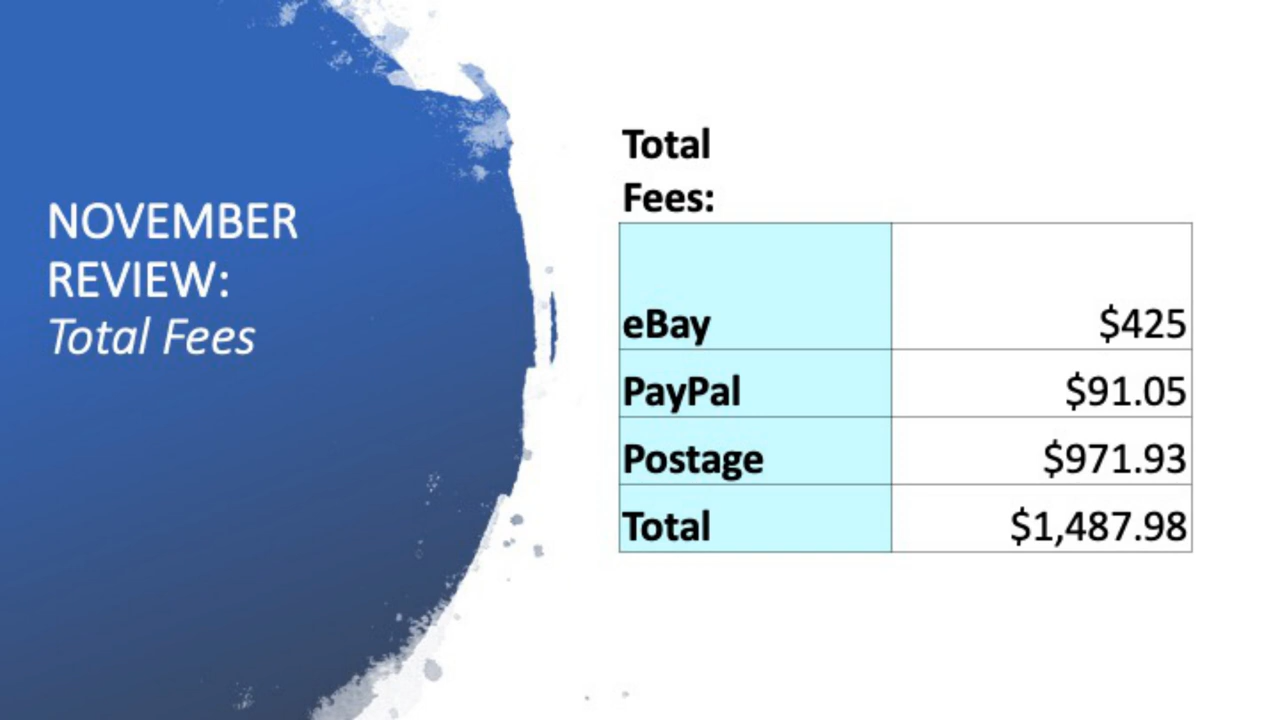 NOVEMBER
REVIEW:
Total Fees
Total
Fees:
eBay $425
PayPal $91.05
Postage $971.93
Total $1,487.98